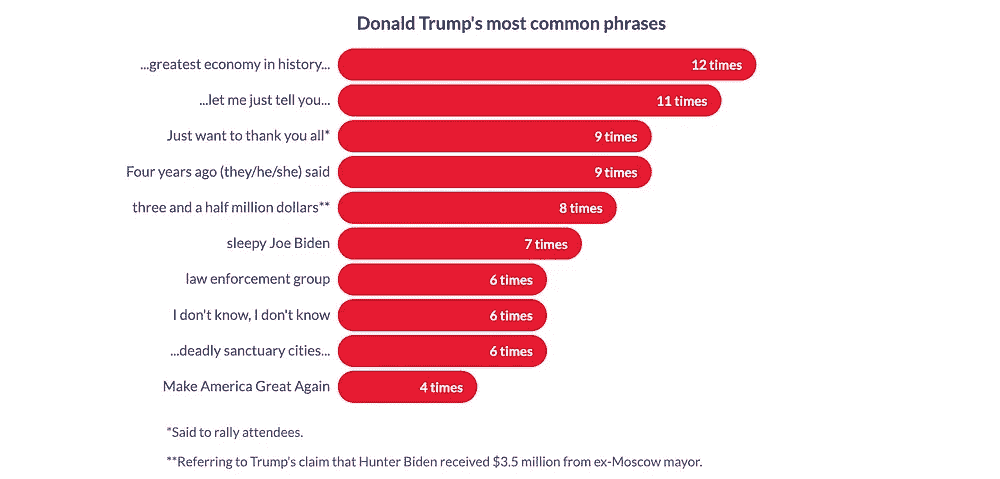 Donald Trump's most common phrases
...greatest economy in history... 12 times
...let me just tell you... 11 times
Just want to thank you all* 9 times
Four years ago (they/he/she) said 9 times
three and a half million dollars** 8 times
sleepy Joe Biden 7 times
law enforcement group 6 times
I don't know, I don't know 6 times
...deadly sanctuary cities... 6 times
Make America Great Again 4 times
*Said to rally attendees.
**Referring to Trump's claim that Hunter Biden received $3.5 million from ex-Moscow mayor.